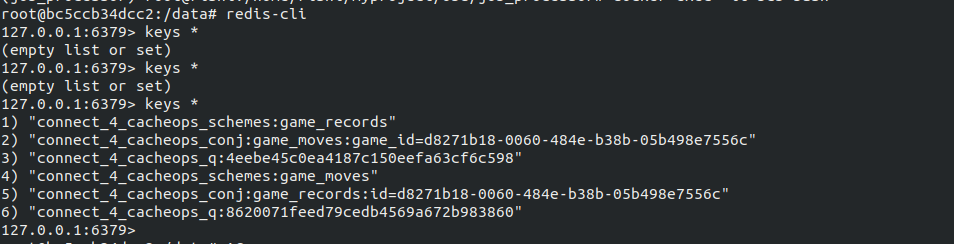 root@bc5ccb34dcc2:/data# redis-cli
127.0.0.1:6379> keys *
(empty list or set)
127.0.0.1:6379> keys *
(empty list or set)
127.0.0.1:6379> keys *
1) "connect_4_cacheops_schemes:game_records"
2) "connect_4_cacheops_conj:game_moves:game_id=d8271b18-0060-484e-b38b-05b498e7556c"
3) "connect_4_cacheops_q:4eebe45c0ea4187c150eefa63cf6c598"
4) "connect_4_cacheops_schemes:game_moves"
5) "connect_4_cacheops_conj:game_records:id=d8271b18-0060-484e-b38b-05b498e7556c"
6) "connect_4_cacheops_q:8620071feed79cedb4569a672b983860"
127.0.0.1:6379>